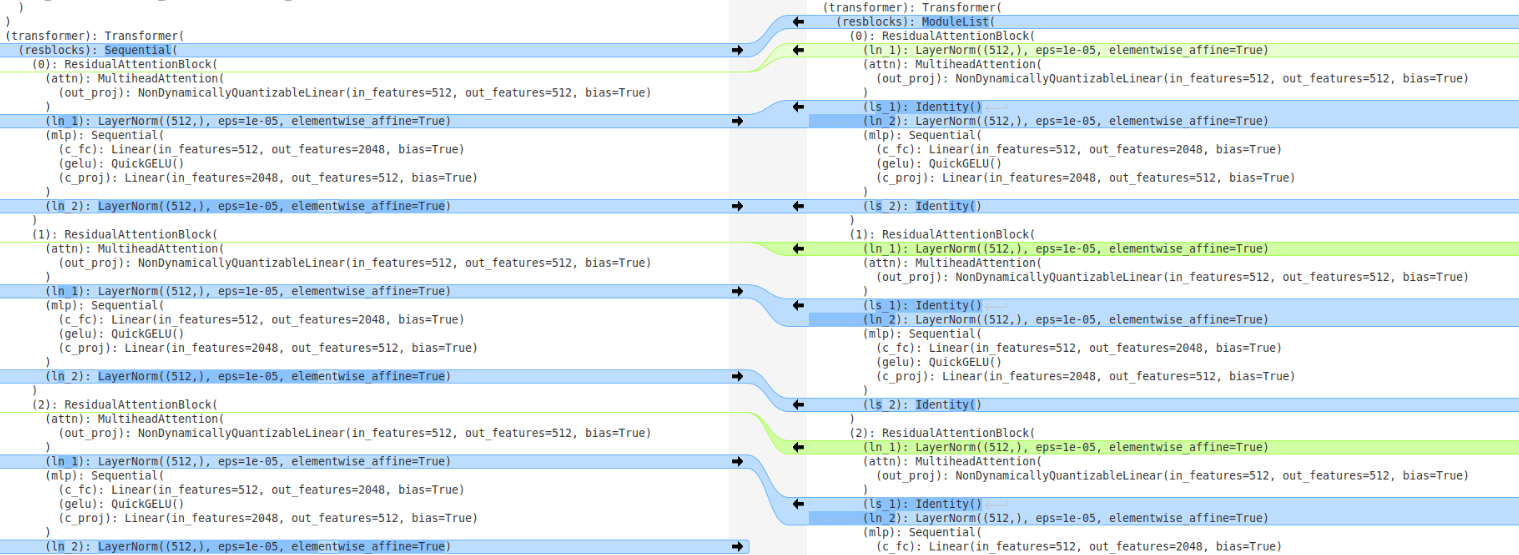 )
)
(transformer): Transformer(
(resblocks): Sequential(
(0): ResidualAttentionBlock(
(attn): MultiheadAttention(
(out_proj): NonDynamicallyQuantizableLinear(in_features=512, out_features=512, bias=True)
)
(ln_1): LayerNorm((512,), eps=1e-05, elementwise_affine=True)
(mlp): Sequential(
(c_fc): Linear(in_features=512, out_features=2048, bias=True)
(gelu): QuickGELU()
(c_proj): Linear(in_features=2048, out_features=512, bias=True)
)
(ln_2): LayerNorm((512,), eps=1e-05, elementwise_affine=True)
)
(1): ResidualAttentionBlock(
(attn): MultiheadAttention(
(out_proj): NonDynamicallyQuantizableLinear(in_features=512, out_features=512, bias=True)
)
(ln_1): LayerNorm((512,), eps=1e-05, elementwise_affine=True)
(mlp): Sequential(
(c_fc): Linear(in_features=512, out_features=2048, bias=True)
(gelu): QuickGELU()
(c_proj): Linear(in_features=2048, out_features=512, bias=True)
)
(ln_2): LayerNorm((512,), eps=1e-05, elementwise_affine=True)
)
(2): ResidualAttentionBlock(
(attn): MultiheadAttention(
(out_proj): NonDynamicallyQuantizableLinear(in_features=512, out_features=512, bias=True)
)
(ln_1): LayerNorm((512,), eps=1e-05, elementwise_affine=True)
(mlp): Sequential(
(c_fc): Linear(in_features=512, out_features=2048, bias=True)
(gelu): QuickGELU()
(c_proj): Linear(in_features=2048, out_features=512, bias=True)
)
(ln_2): LayerNorm((512,), eps=1e-05, elementwise_affine=True)
(transformer): Transformer(
(resblocks): ModuleList(
(0): ResidualAttentionBlock(
(ln_1): LayerNorm((512,), eps=1e-05, elementwise_affine=True)
(attn): MultiheadAttention(
(out_proj): NonDynamicallyQuantizableLinear(in_features=512, out_features=512, bias=True)
)
(ls_1): Identity()
(ln_2): LayerNorm((512,), eps=1e-05, elementwise_affine=True)
(mlp): Sequential(
(c_fc): Linear(in_features=512, out_features=2048, bias=True)
(gelu): QuickGELU()
(c_proj): Linear(in_features=2048, out_features=512, bias=True)
)
(ls_2): Identity()
)
(1): ResidualAttentionBlock(
(ln_1): LayerNorm((512,), eps=1e-05, elementwise_affine=True)
(attn): MultiheadAttention(
(out_proj): NonDynamicallyQuantizableLinear(in_features=512, out_features=512, bias=True)
)
(ls_1): Identity()
(ln_2): LayerNorm((512,), eps=1e-05, elementwise_affine=True)
(mlp): Sequential(
(c_fc): Linear(in_features=512, out_features=2048, bias=True)
(gelu): QuickGELU()
(c_proj): Linear(in_features=2048, out_features=512, bias=True)
)
(ls_2): Identity()
)
(2): ResidualAttentionBlock(
(ln_1): LayerNorm((512,), eps=1e-05, elementwise_affine=True)
(attn): MultiheadAttention(
(out_proj): NonDynamicallyQuantizableLinear(in_features=512, out_features=512, bias=True)
)
(ls_1): Identity()
(ln_2): LayerNorm((512,), eps=1e-05, elementwise_affine=True)
(mlp): Sequential(
(c_fc): Linear(in_features=512, out_features=2048, bias=True)